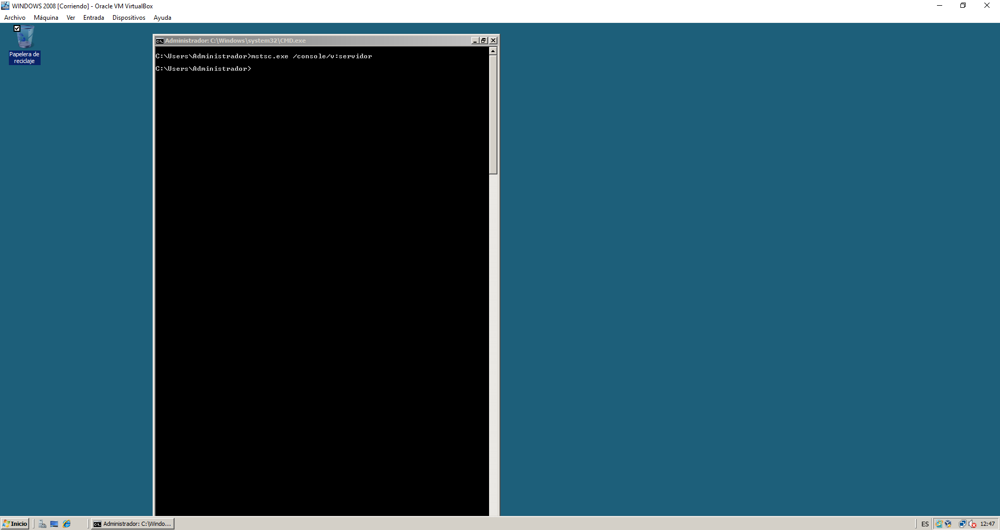 WINDOWS 2008 [Corriendo] - Oracle VM VirtualBox
Archivo Máquina Ver Entrada Dispositivos Ayuda
Papelera de
reciclaje
Administrador: C:\Windows\system32\CMD.exe
C:\Users\Administrador>mstsc.exe /console/v:servidor
C:\Users\Administrador>
Inicio
Administrador: C:\Windo...
ES
12:47